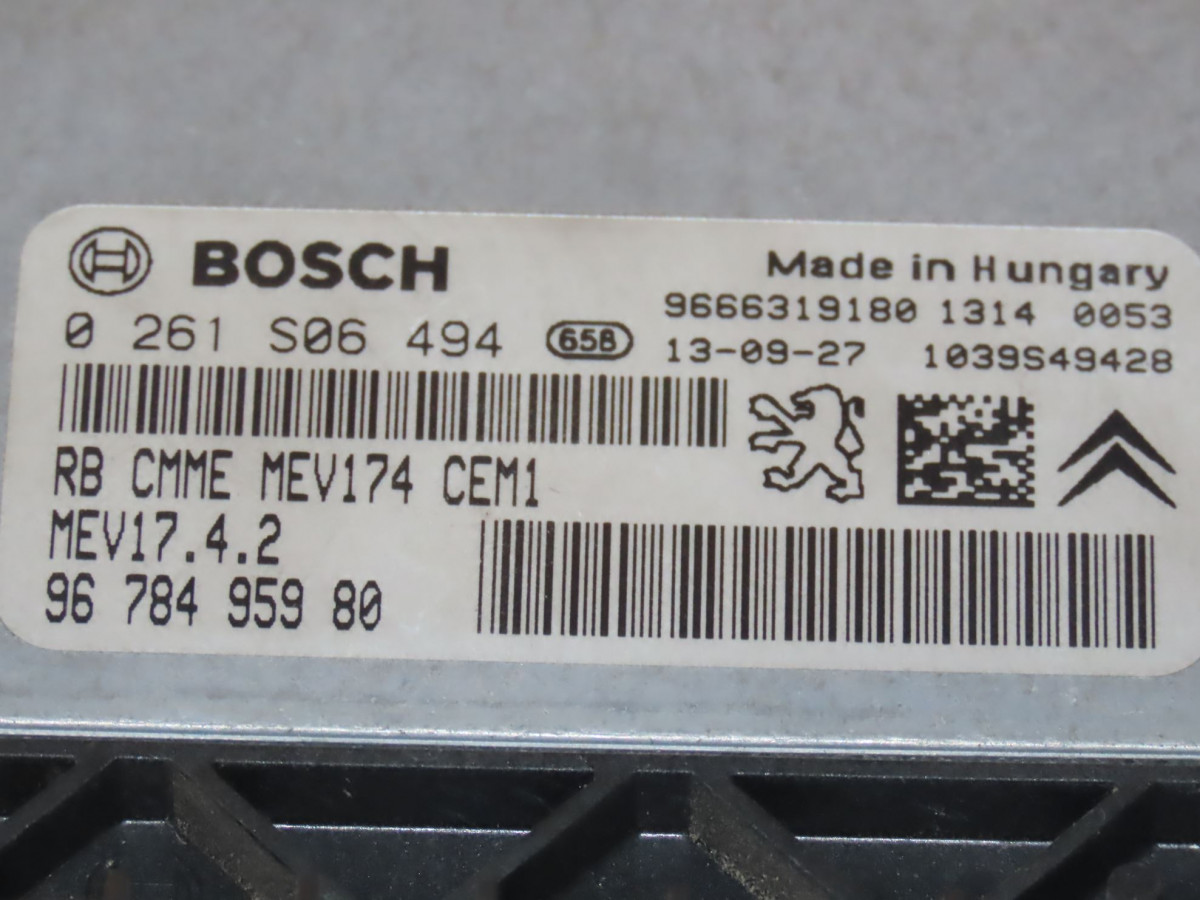 BOSCH
Made in Hungary
9666319180 1314 0053
0 261 S06 494 658
13-09-27 1039S49428
RB CMME MEV174 CEM1
MEV17.4.2
96 784 959 80